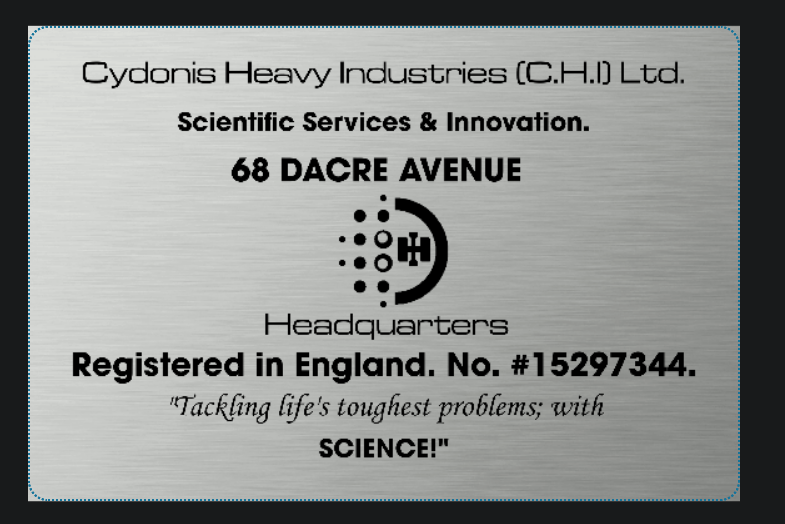 Cydonis Heavy Industries (C.H.I) Ltd.
Scientific Services & Innovation.
68 DACRE AVENUE
Headquarters
Registered in England. No. #15297344.
"Tackling life's toughest problems; with
SCIENCE!"